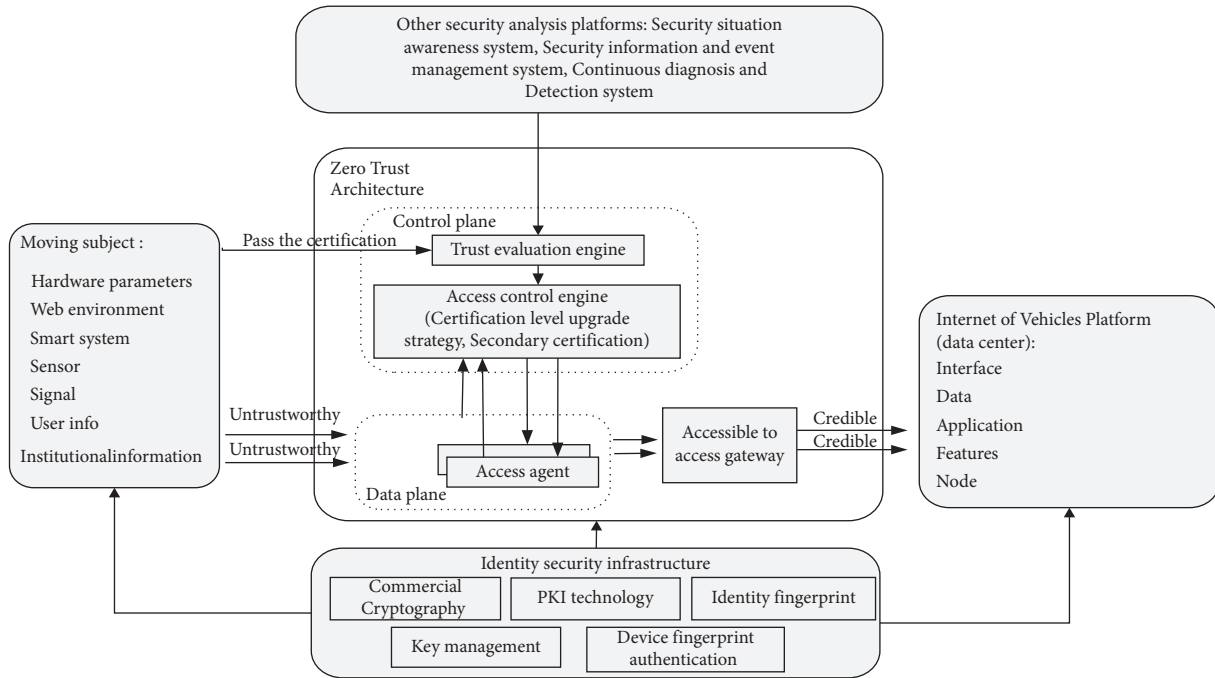 Other security analysis platforms: Security situation
awareness system, Security information and event
management system, Continuous diagnosis and
Detection system
Zero Trust
Architecture
Control plane
Moving subject :
Hardware parameters
Web environment
Smart system
Sensor
Signal
User info
Institutionalinformation
Pass the certification
Trust evaluation engine
Access control engine
(Certification level upgrade
strategy, Secondary certification)
Untrustworthy
Untrustworthy
Access agent
Data plane
Accessible to
access gateway
Credible
Credible
Internet of Vehicles Platform
(data center):
Interface
Data
Application
Features
Node
Identity security infrastructure
Commercial
Cryptography
PKI technology
Identity fingerprint
Key management
Device fingerprint
authentication